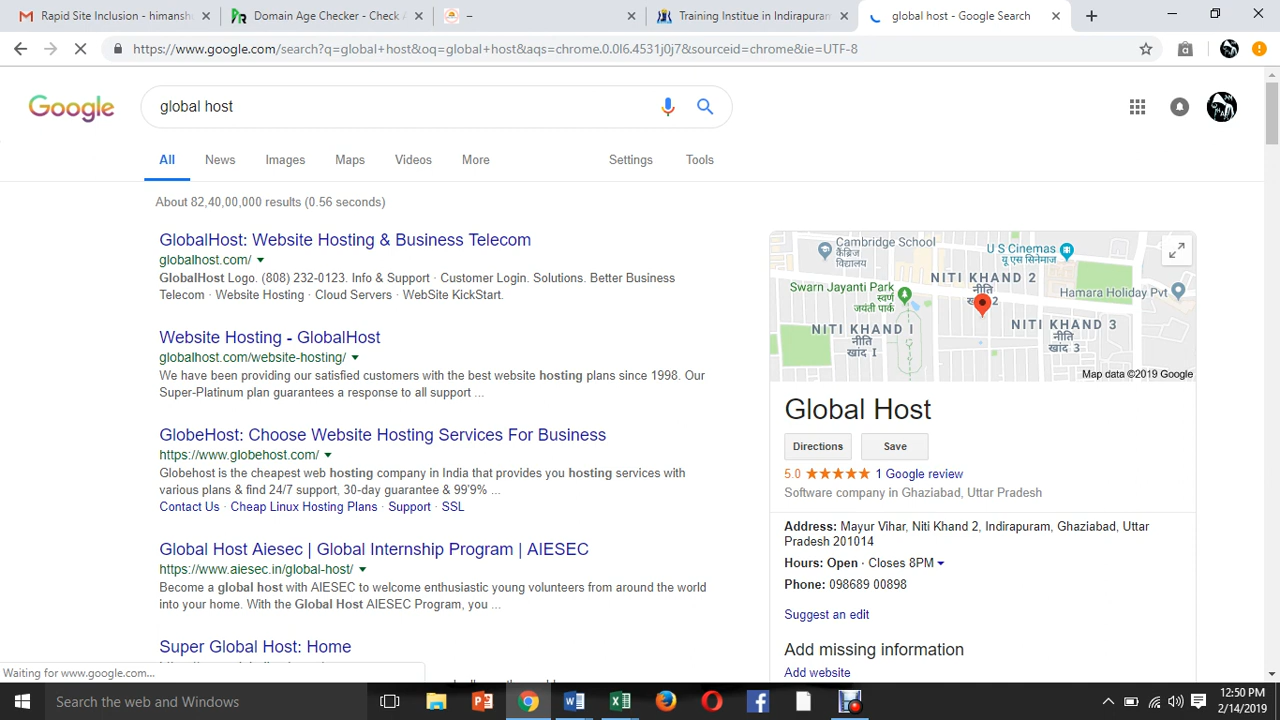 Rapid Site Inclusion - himansh
Domain Age Checker - Check A
–
Training Institue in Indirapuram
global host - Google Search
https://www.google.com/search?q=global+host&oq=global+host&aqs=chrome.0.0l6.4531j0j7&sourceid=chrome&ie=UTF-8
Google
global host
All
News
Images
Maps
Videos
More
Settings
Tools
About 82,40,00,000 results (0.56 seconds)
GlobalHost: Website Hosting & Business Telecom
globalhost.com/
GlobalHost Logo. (808) 232-0123. Info & Support · Customer Login. Solutions. Better Business
Telecom · Website Hosting · Cloud Servers · WebSite KickStart.
Website Hosting - GlobalHost
globalhost.com/website-hosting/
We have been providing our satisfied customers with the best website hosting plans since 1998. Our
Super-Platinum plan guarantees a response to all support ...
GlobeHost: Choose Website Hosting Services For Business
https://www.globehost.com/
Globehost is the cheapest web hosting company in India that provides you hosting services with
various plans & find 24/7 support, 30-day guarantee & 99'9% ...
Contact Us · Cheap Linux Hosting Plans · Support · SSL
Global Host Aiesec | Global Internship Program | AIESEC
https://www.aiesec.in/global-host/
Become a global host with AIESEC to welcome enthusiastic young volunteers from around the world
into your home. With the Global Host AIESEC Program, you ...
Super Global Host: Home
Waiting for www.google.com...
Cambridge School
कैंब्रिज
विद्यालय
U S Cinemas
यू एस सिनेमाज
NITI KHAND 2
नीति
खंड 2
Swarn Jayanti Park
स्वर्ण
जयंती पार्क
Hamara Holiday Pvt
NITI KHAND I
नीति
खांद I
NITI KHAND 3
नीति
खांद 3
Map data ©2019 Google
Global Host
Directions
Save
5.0 ★★★★★ 1 Google review
Software company in Ghaziabad, Uttar Pradesh
Address: Mayur Vihar, Niti Khand 2, Indirapuram, Ghaziabad, Uttar
Pradesh 201014
Hours: Open · Closes 8PM
Phone: 098689 00898
Suggest an edit
Add missing information
Add website
Search the web and Windows
12:50 PM
2/14/2019